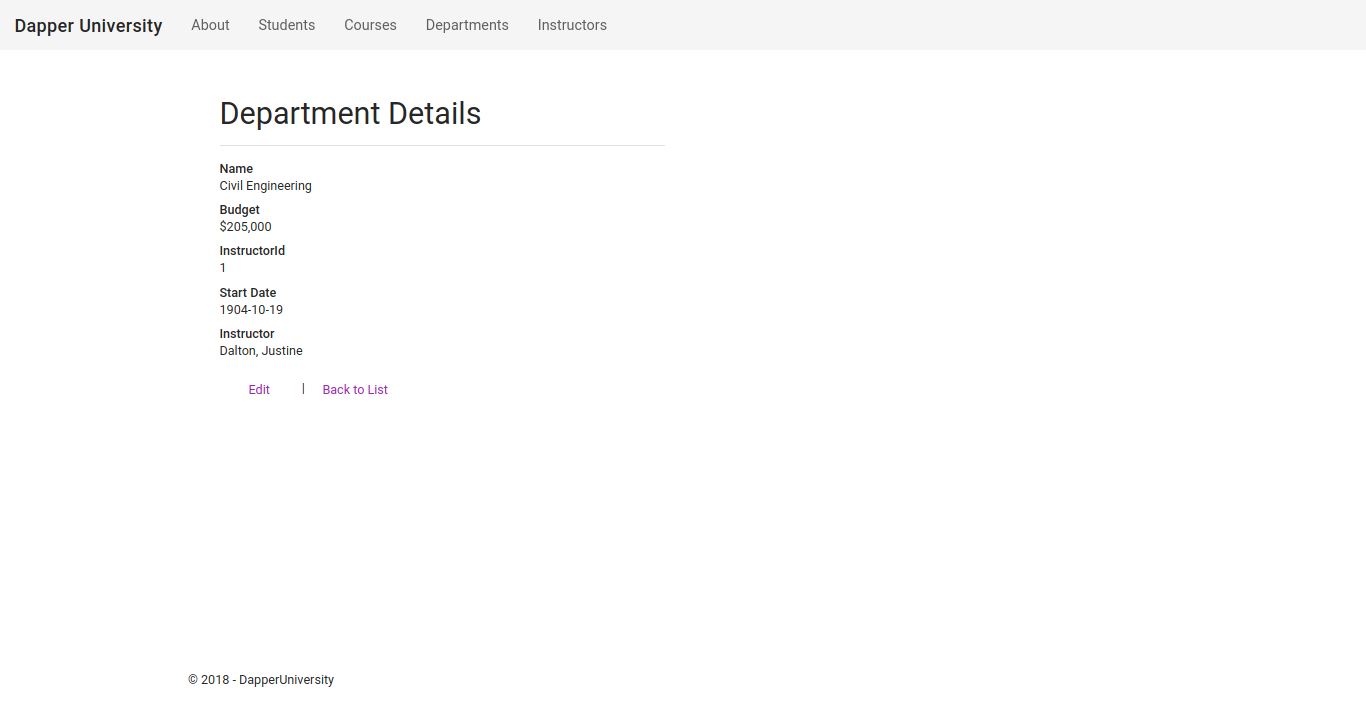 Dapper University About Students Courses Departments Instructors
Department Details
Name
Civil Engineering
Budget
$205,000
InstructorId
1
Start Date
1904-10-19
Instructor
Dalton, Justine
Edit | Back to List
© 2018 - DapperUniversity